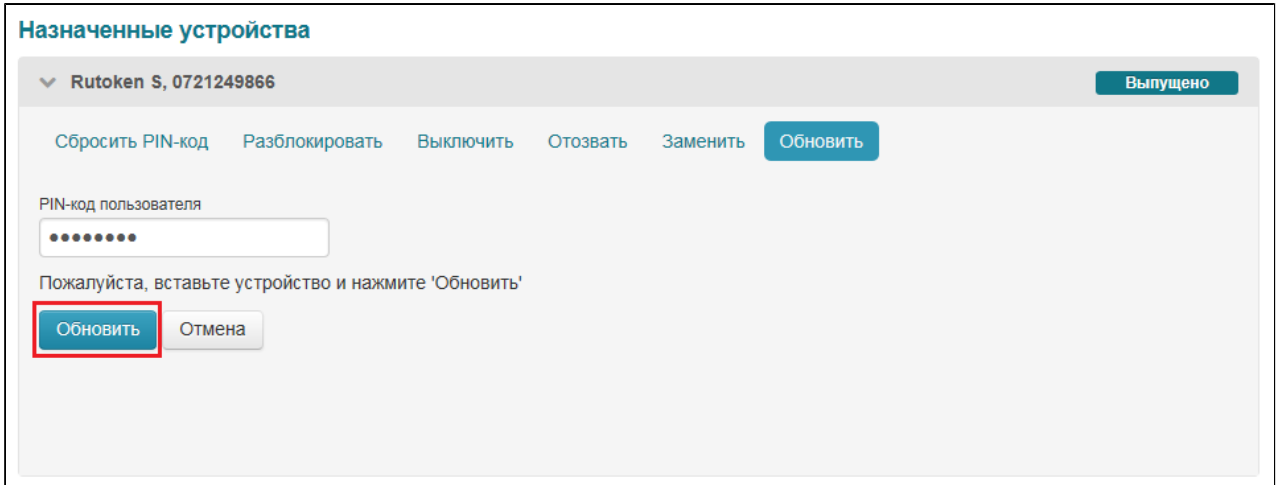 Назначенные устройства
Rutoken S, 0721249866 Выпущено
Сбросить PIN-код Разблокировать Выключить Отозвать Заменить Обновить
PIN-код пользователя
••••••••
Пожалуйста, вставьте устройство и нажмите 'Обновить'
Обновить Отмена